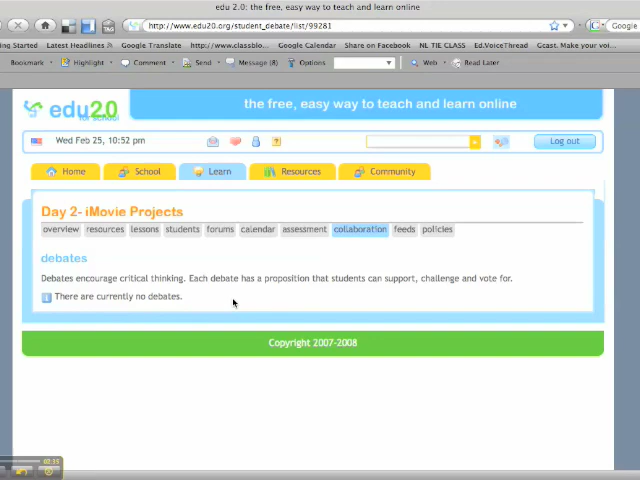 edu 2.0: the free, easy way to teach and learn online
http://www.edu20.org/student_debate/list/99281
Google
ing Started Latest Headlines Google Translate http://www.classblo... Google Calendar Share on Facebook NL TIE CLASS Ed.VoiceThread Gcast. Make your voi...
Bookmark Highlight Comment Send Message (8) Options Web Read Later
edu2.0
for school
the free, easy way to teach and learn online
Wed Feb 25, 10:52 pm
Log out
Home School Learn Resources Community
Day 2- iMovie Projects
overview resources lessons students forums calendar assessment collaboration feeds policies
debates
Debates encourage critical thinking. Each debate has a proposition that students can support, challenge and vote for.
There are currently no debates.
Copyright 2007-2008